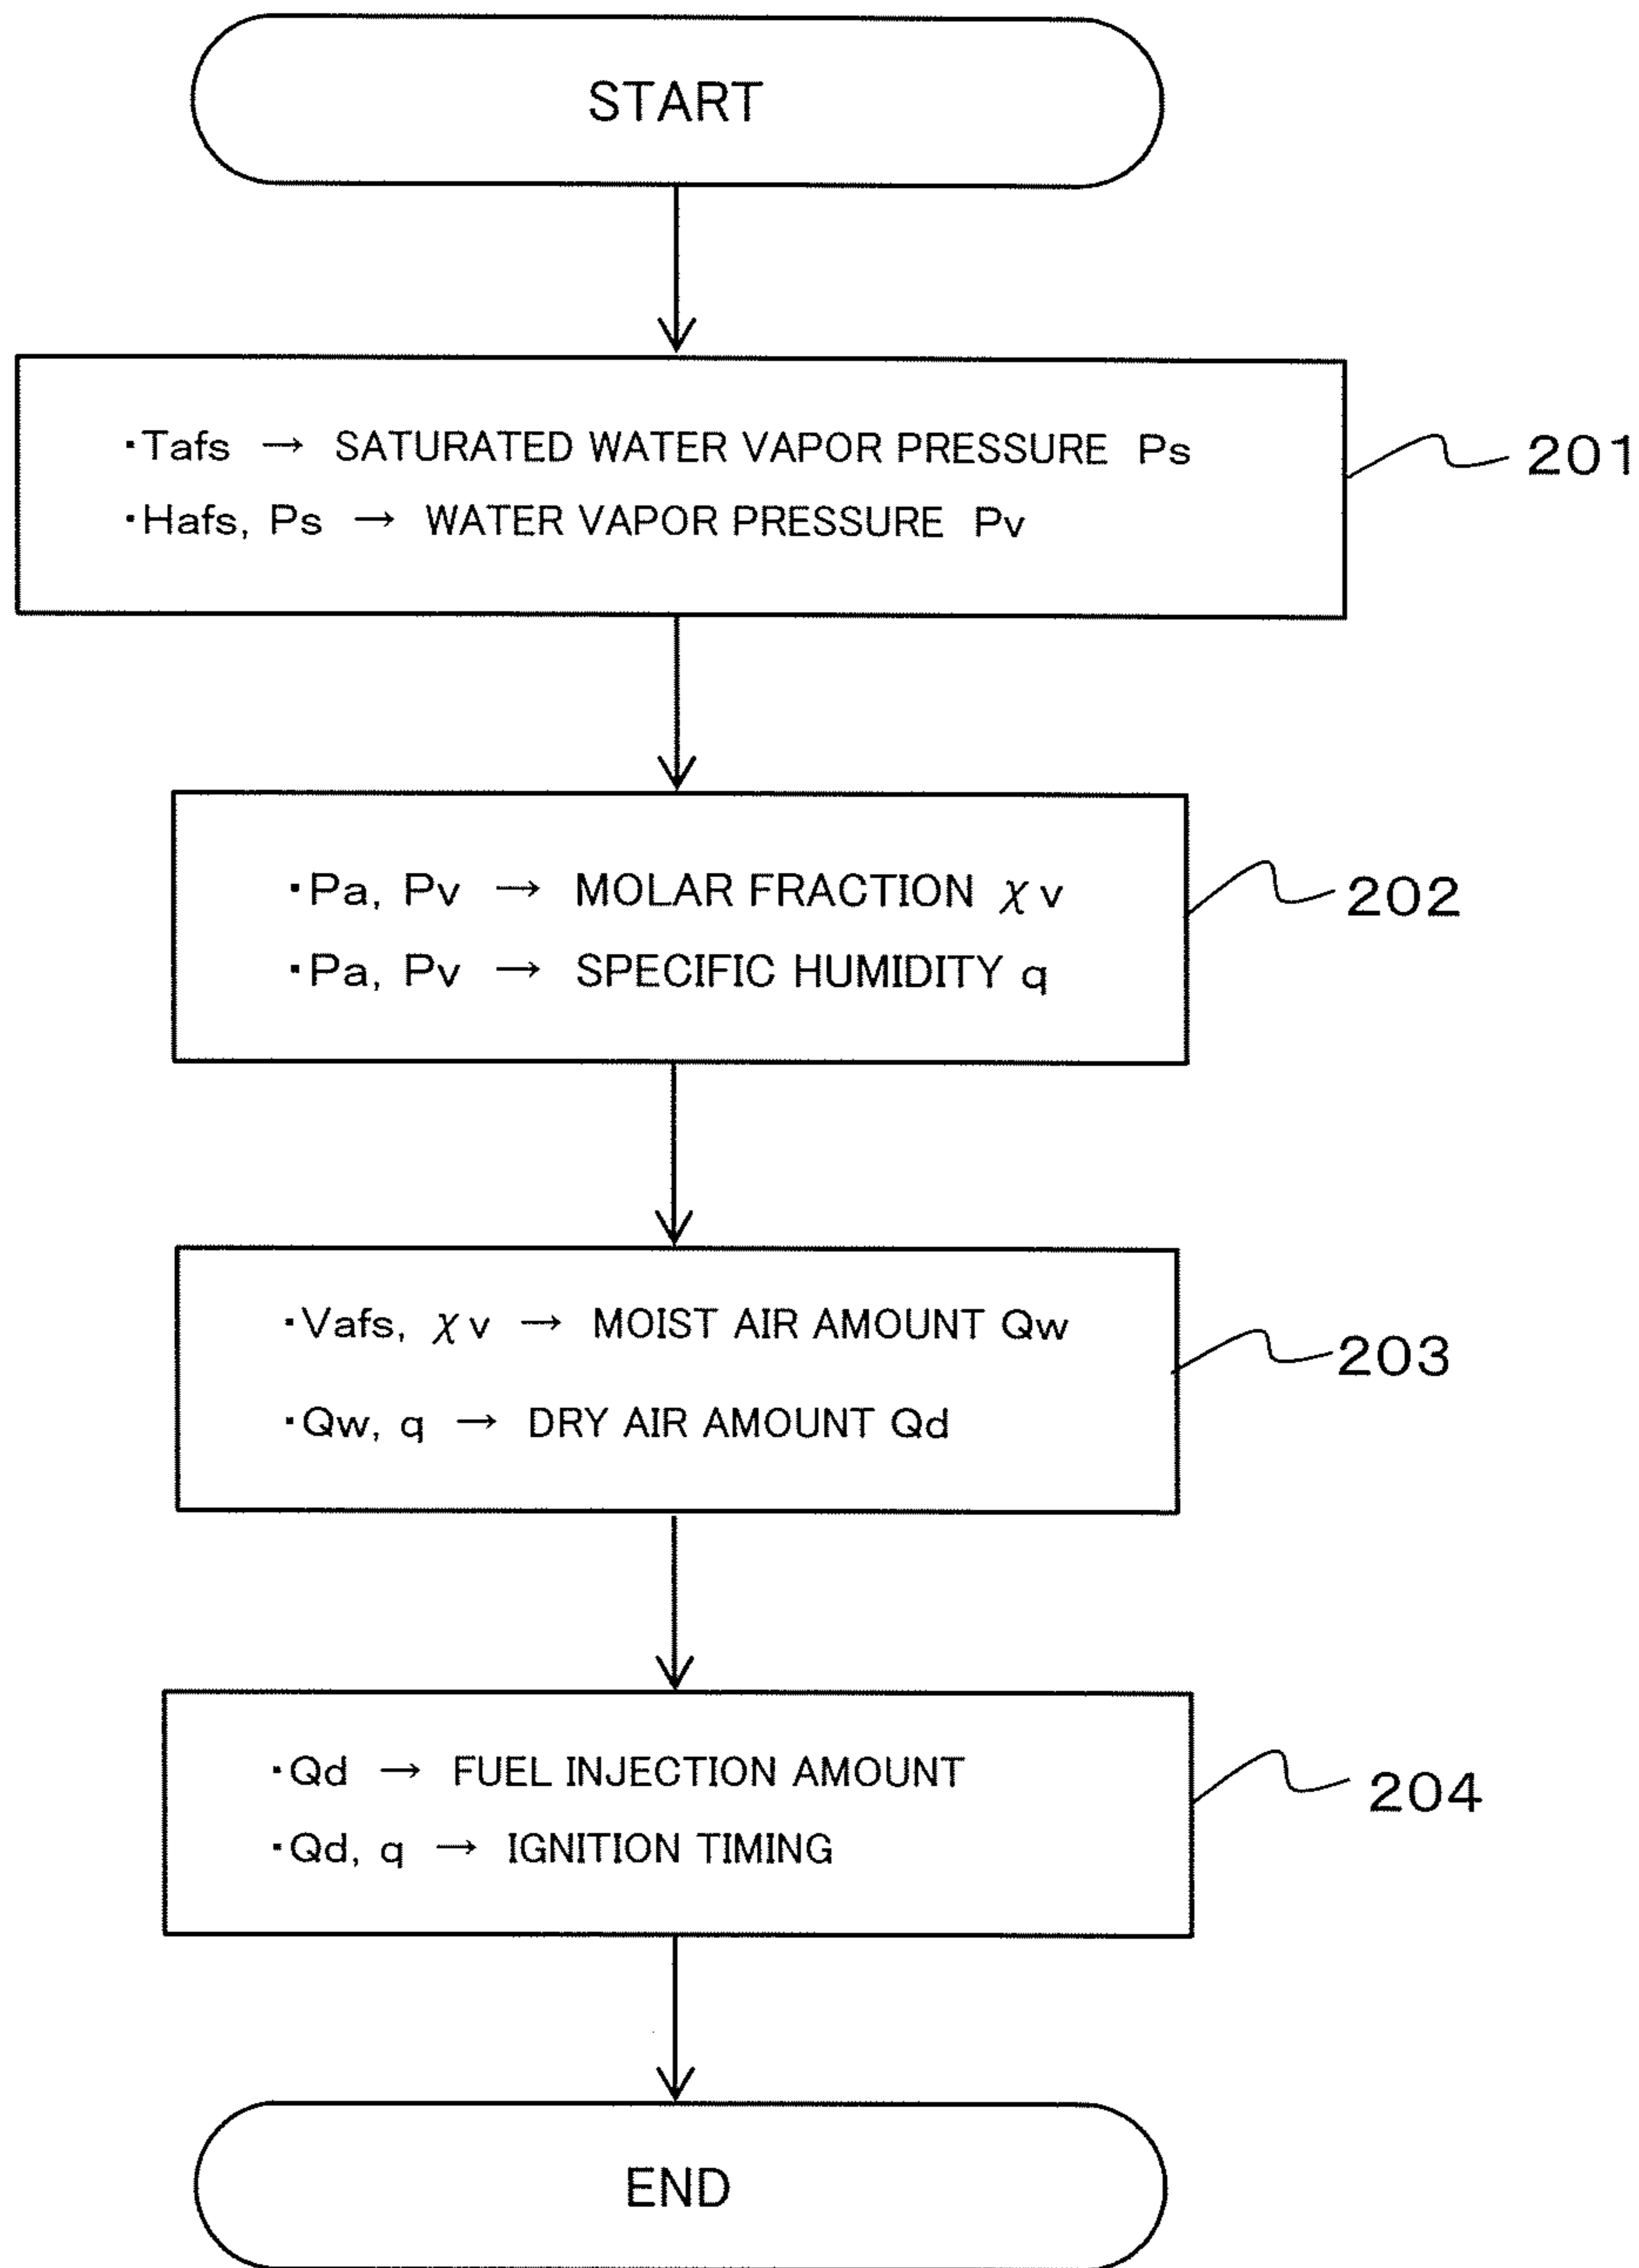 START
・Tafs → SATURATED WATER VAPOR PRESSURE Ps
・Hafs, Ps → WATER VAPOR PRESSURE Pv
201
・Pa, Pv → MOLAR FRACTION χv
・Pa, Pv → SPECIFIC HUMIDITY q
202
・Vafs, χv → MOIST AIR AMOUNT Qw
・Qw, q → DRY AIR AMOUNT Qd
203
・Qd → FUEL INJECTION AMOUNT
・Qd, q → IGNITION TIMING
204
END